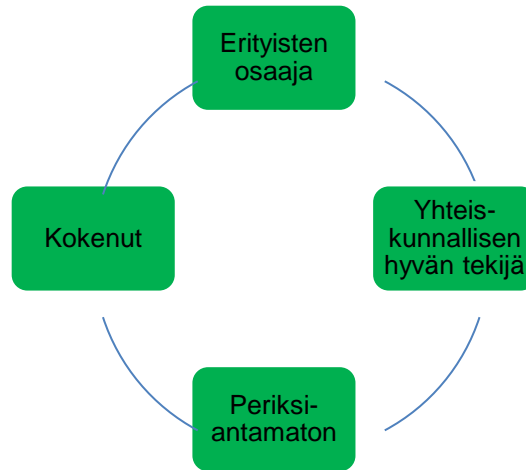 Erityisten
osaaja
Kokenut
Yhteis-
kunnallisen
hyvän tekijä
Periksi-
antamaton